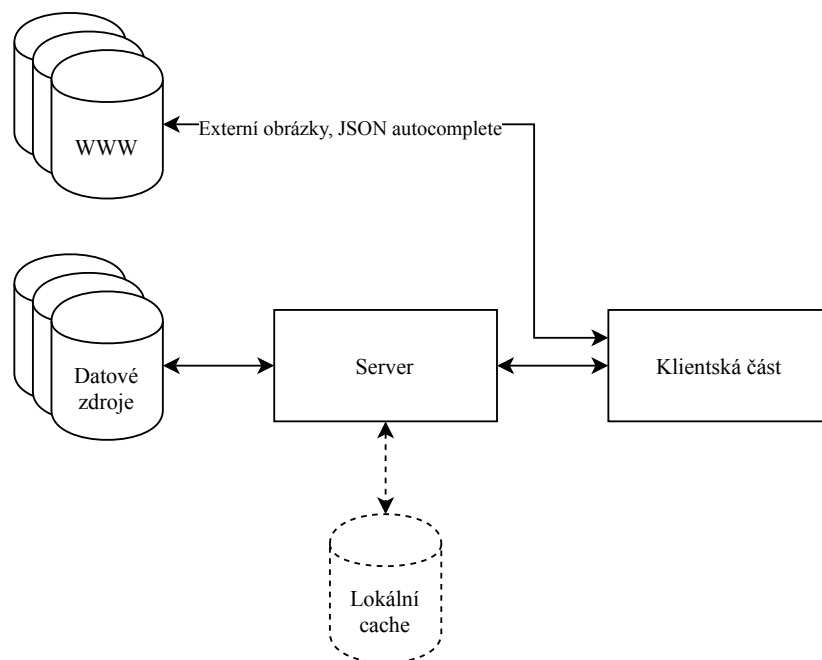 WWW
Externí obrázky, JSON autocomplete
Datové
zdroje
Server
Klientská část
Lokální
cache